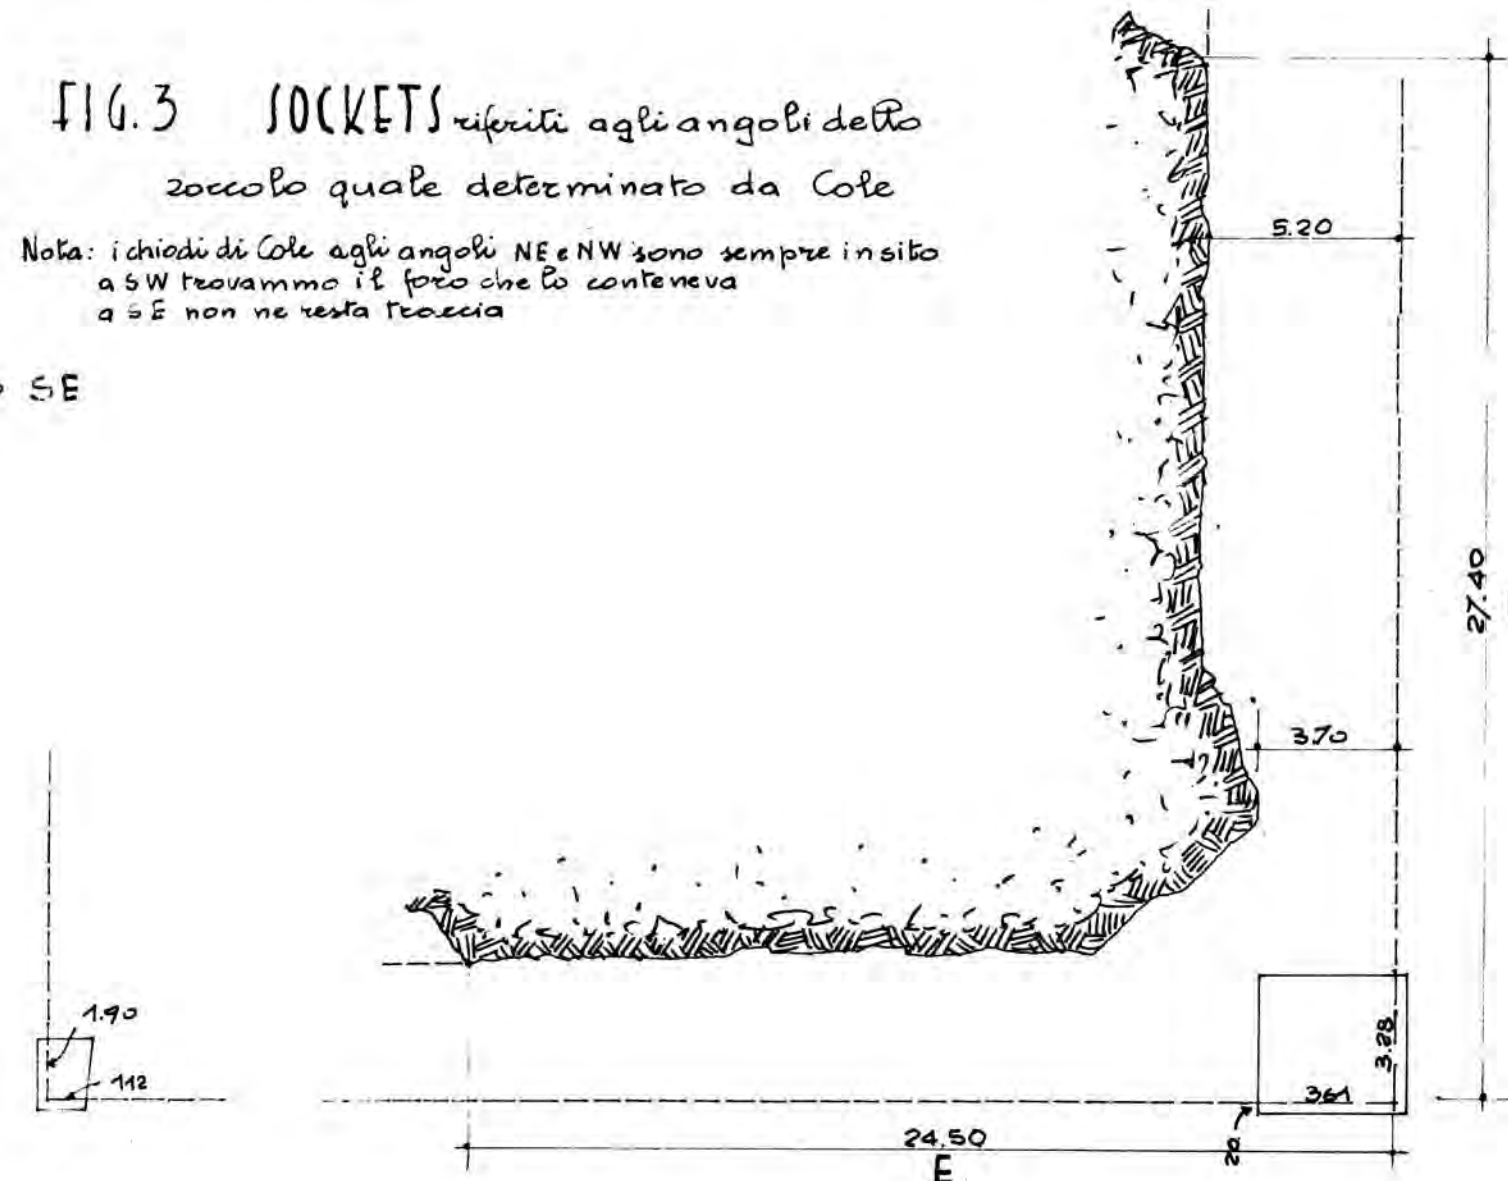 FIG. 3 SOCKETS riferiti agli angoli dello
zoccolo quale determinato da Cole
Nota: i chiodi di Cole agli angoli NE e NW sono sempre in sito
a SW trovammo il foro che lo conteneva
a SE non ne resta traccia
SE
5.20
27.40
3.70
1.90
112
3.88
361
20
24.50
E